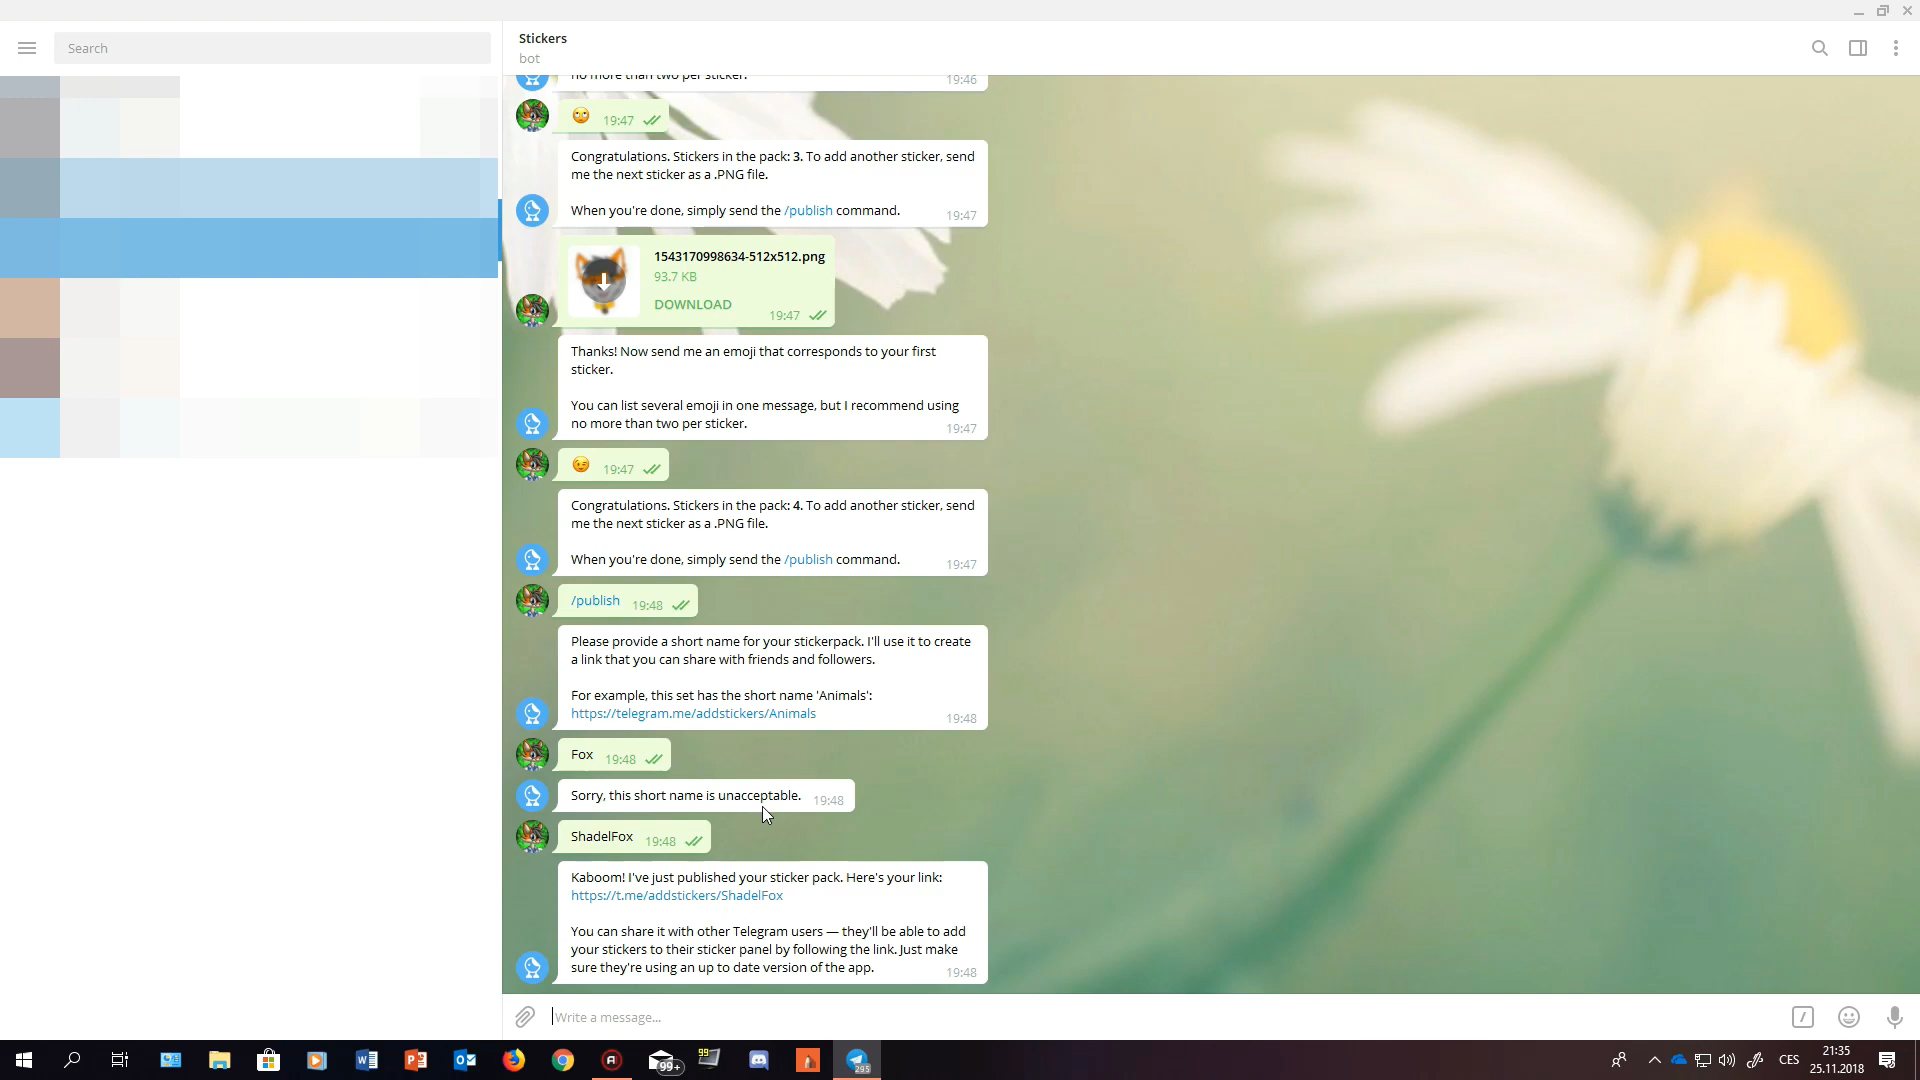 Search
Stickers
bot
no more than two per sticker.
19:46
19:47
Congratulations. Stickers in the pack: 3. To add another sticker, send
me the next sticker as a .PNG file.
When you're done, simply send the /publish command.
19:47
1543170998634-512x512.png
93.7 KB
DOWNLOAD
19:47
Thanks! Now send me an emoji that corresponds to your first
sticker.
You can list several emoji in one message, but I recommend using
no more than two per sticker.
19:47
19:47
Congratulations. Stickers in the pack: 4. To add another sticker, send
me the next sticker as a .PNG file.
When you're done, simply send the /publish command.
19:47
/publish 19:48
Please provide a short name for your stickerpack. I'll use it to create
a link that you can share with friends and followers.
For example, this set has the short name 'Animals':
https://telegram.me/addstickers/Animals
19:48
Fox 19:48
Sorry, this short name is unacceptable. 19:48
ShadelFox 19:48
Kaboom! I've just published your sticker pack. Here's your link:
https://t.me/addstickers/ShadelFox
You can share it with other Telegram users — they'll be able to add
your stickers to their sticker panel by following the link. Just make
sure they're using an up to date version of the app.
19:48
Write a message...
99+
99
295
CES
21:35
25.11.2018